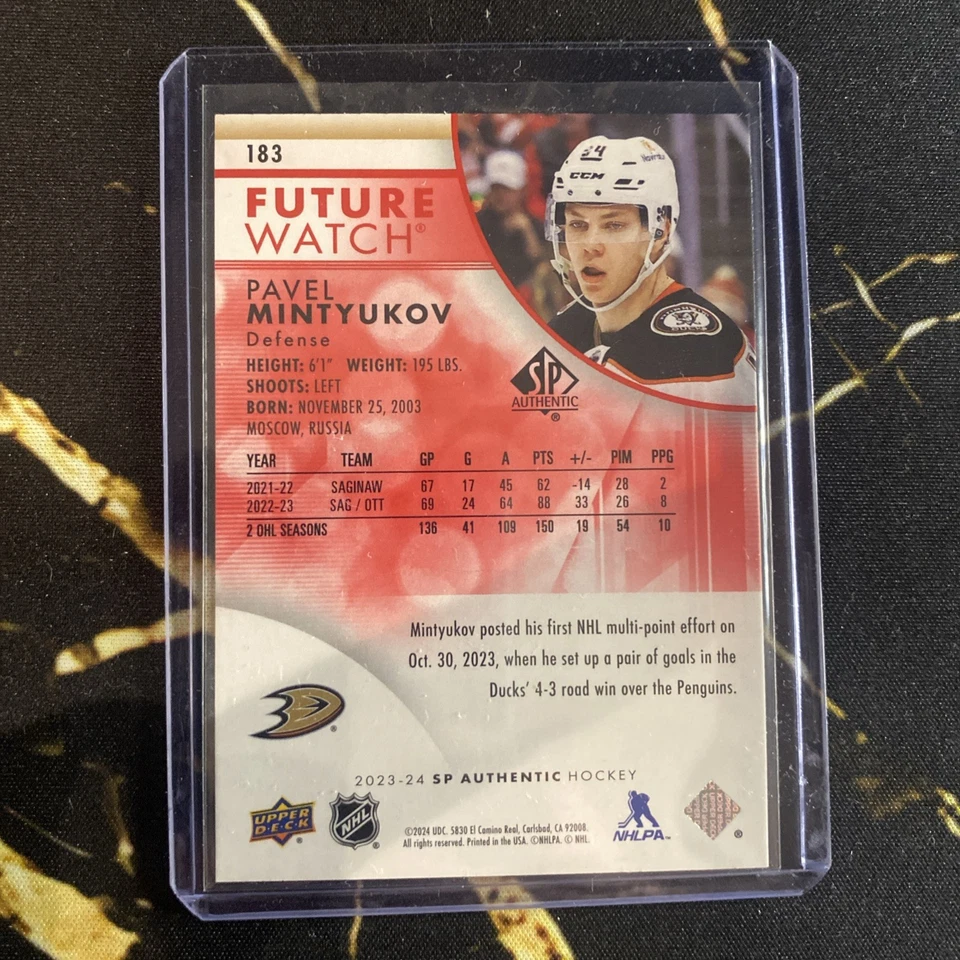 183
FUTURE
WATCH®
PAVEL
MINTYUKOV
Defense
HEIGHT: 6'1" WEIGHT: 195 LBS.
SHOOTS: LEFT
BORN: NOVEMBER 25, 2003
MOSCOW, RUSSIA
34
CCM
SP
AUTHENTIC
®
YEAR TEAM GP G A PTS +/- PIM PPG
2021-22 SAGINAW 67 17 45 62 -14 28 2
2022-23 SAG / OTT 69 24 64 88 33 26 8
2 OHL SEASONS 136 41 109 150 19 54 10
Mintyukov posted his first NHL multi-point effort on
Oct. 30, 2023, when he set up a pair of goals in the
Ducks' 4-3 road win over the Penguins.
®
2023-24 SP AUTHENTIC HOCKEY
UPPER
DECK
®
NHL
®
©2024 UDC. 5830 El Camino Real, Carlsbad, CA 92008.
All rights reserved. Printed in the USA. ©NHLPA. © NHL.
NHLPA™
®